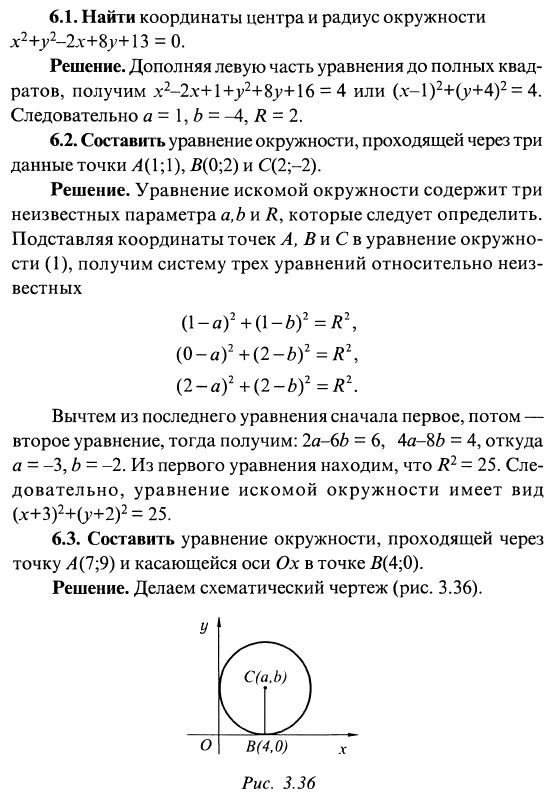 6.1. Найти координаты центра и радиус окружности
x²+y²–2x+8y+13 = 0.
Решение. Дополняя левую часть уравнения до полных квад-
ратов, получим x²–2x+1+y²+8y+16 = 4 или (x–1)²+(y+4)² = 4.
Следовательно a = 1, b = –4, R = 2.
6.2. Составить уравнение окружности, проходящей через три
данные точки A(1;1), B(0;2) и C(2;–2).
Решение. Уравнение искомой окружности содержит три
неизвестных параметра a,b и R, которые следует определить.
Подставляя координаты точек A, B и C в уравнение окружно-
сти (1), получим систему трех уравнений относительно неиз-
вестных
(1–a)² + (1–b)² = R²,
(0–a)² + (2–b)² = R²,
(2–a)² + (2–b)² = R².
Вычтем из последнего уравнения сначала первое, потом —
второе уравнение, тогда получим: 2a–6b = 6, 4a–8b = 4, откуда
a = –3, b = –2. Из первого уравнения находим, что R² = 25. Сле-
довательно, уравнение искомой окружности имеет вид
(x+3)²+(y+2)² = 25.
6.3. Составить уравнение окружности, проходящей через
точку A(7;9) и касающейся оси Ox в точке B(4;0).
Решение. Делаем схематический чертеж (рис. 3.36).
y
C(a,b)
O B(4,0) x
Рис. 3.36